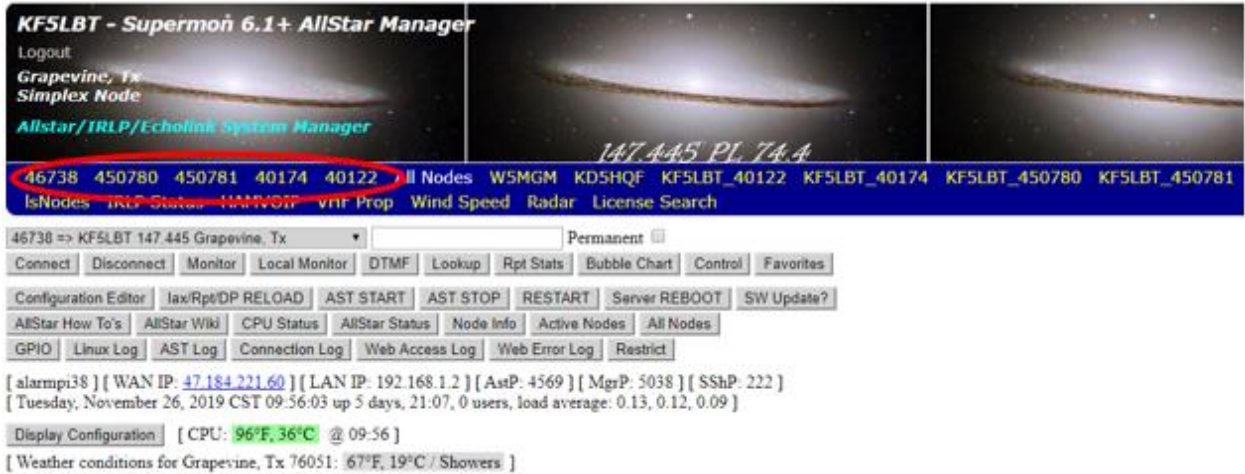 KF5LBT - Supermon 6.1+ AllStar Manager
Logout
Grapevine, Tx
Simplex Node
Allstar/IRLP/Echolink System Manager
147.445 PL 74.4
46738 450780 450781 40174 40122 All Nodes W5MGM KD5HQF KF5LBT_40122 KF5LBT_40174 KF5LBT_450780 KF5LBT_450781
lsNodes IRLP Status HAMVOIP VHF Prop Wind Speed Radar License Search
46738 => KF5LBT 147.445 Grapevine, Tx Permanent
Connect Disconnect Monitor Local Monitor DTMF Lookup Rpt Stats Bubble Chart Control Favorites
Configuration Editor Iax/Rpt/DP RELOAD AST START AST STOP RESTART Server REBOOT SW Update?
AllStar How To's AllStar Wiki CPU Status AllStar Status Node Info Active Nodes All Nodes
GPIO Linux Log AST Log Connection Log Web Access Log Web Error Log Restrict
[ alarmpi38 ] [ WAN IP: 47.184.221.60 ] [ LAN IP: 192.168.1.2 ] [ AstP: 4569 ] [ MgrP: 5038 ] [ SShP: 222 ]
[ Tuesday, November 26, 2019 CST 09:56:03 up 5 days, 21:07, 0 users, load average: 0.13, 0.12, 0.09 ]
Display Configuration [ CPU: 96°F, 36°C @ 09:56 ]
[ Weather conditions for Grapevine, Tx 76051: 67°F, 19°C / Showers ]